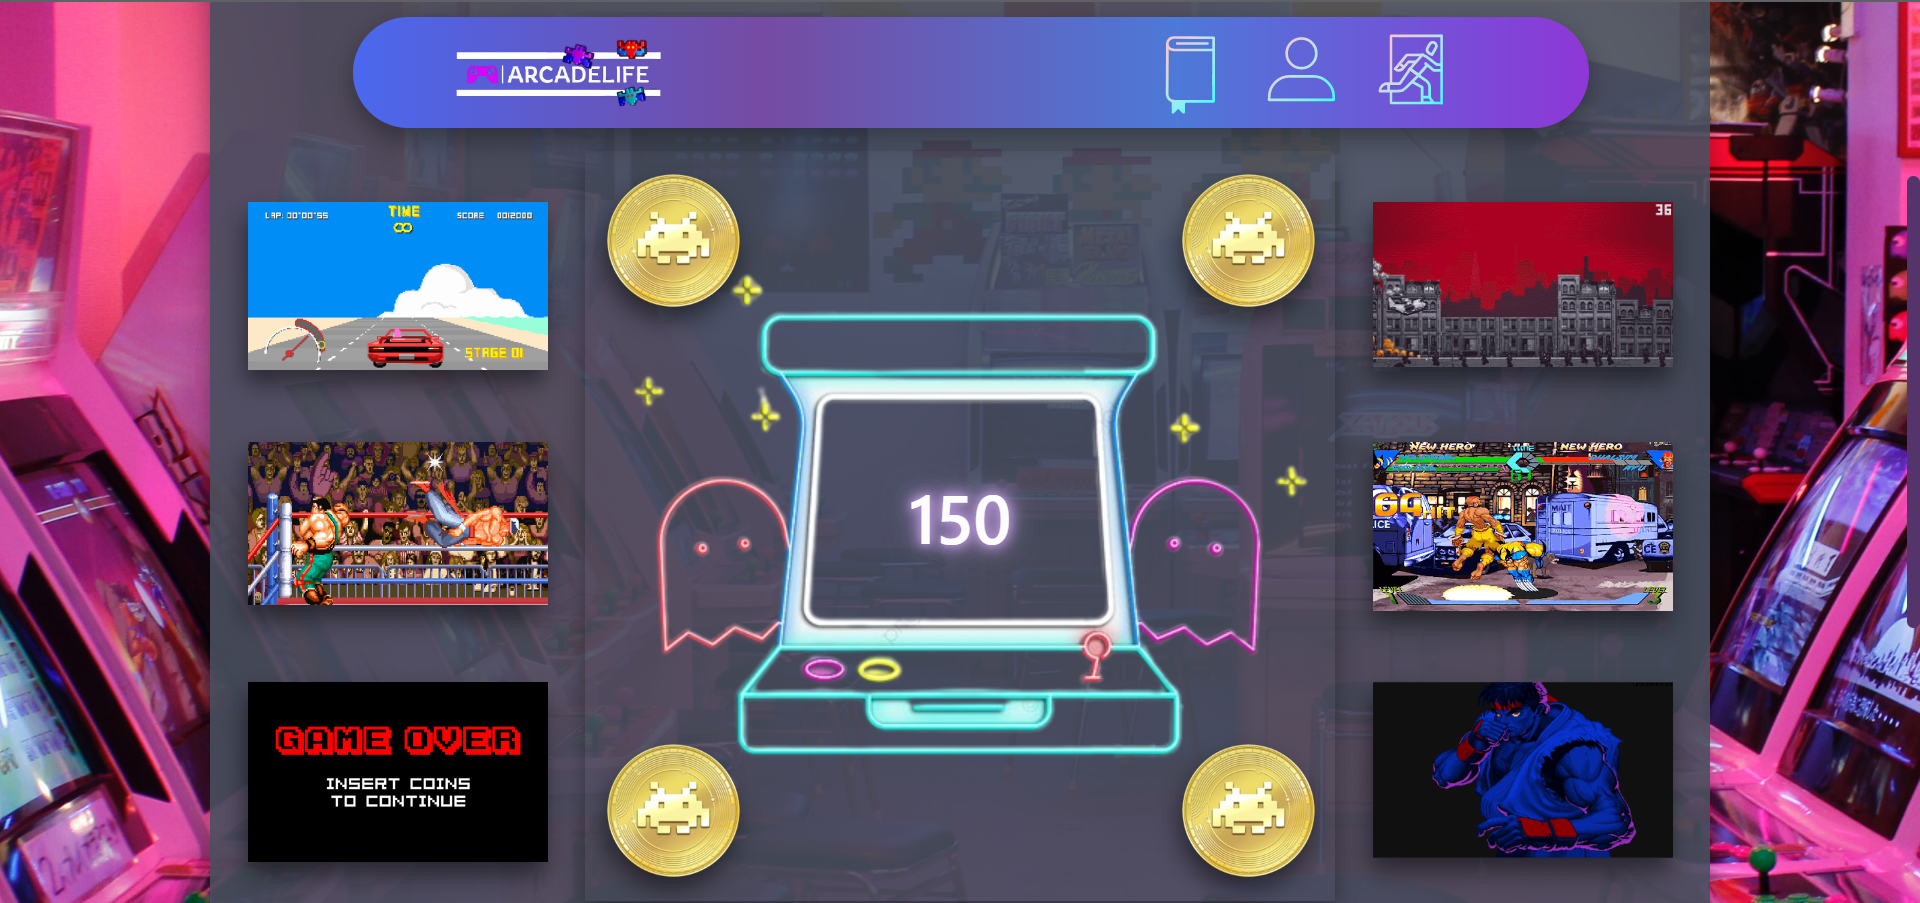 ARCADELIFE
LAP: 00'00'55
TIME
SCORE 0012000
STAGE 01
36
NEW HERO
NEW HERO
64 HIT
150
GAME OVER
INSERT COINS
TO CONTINUE